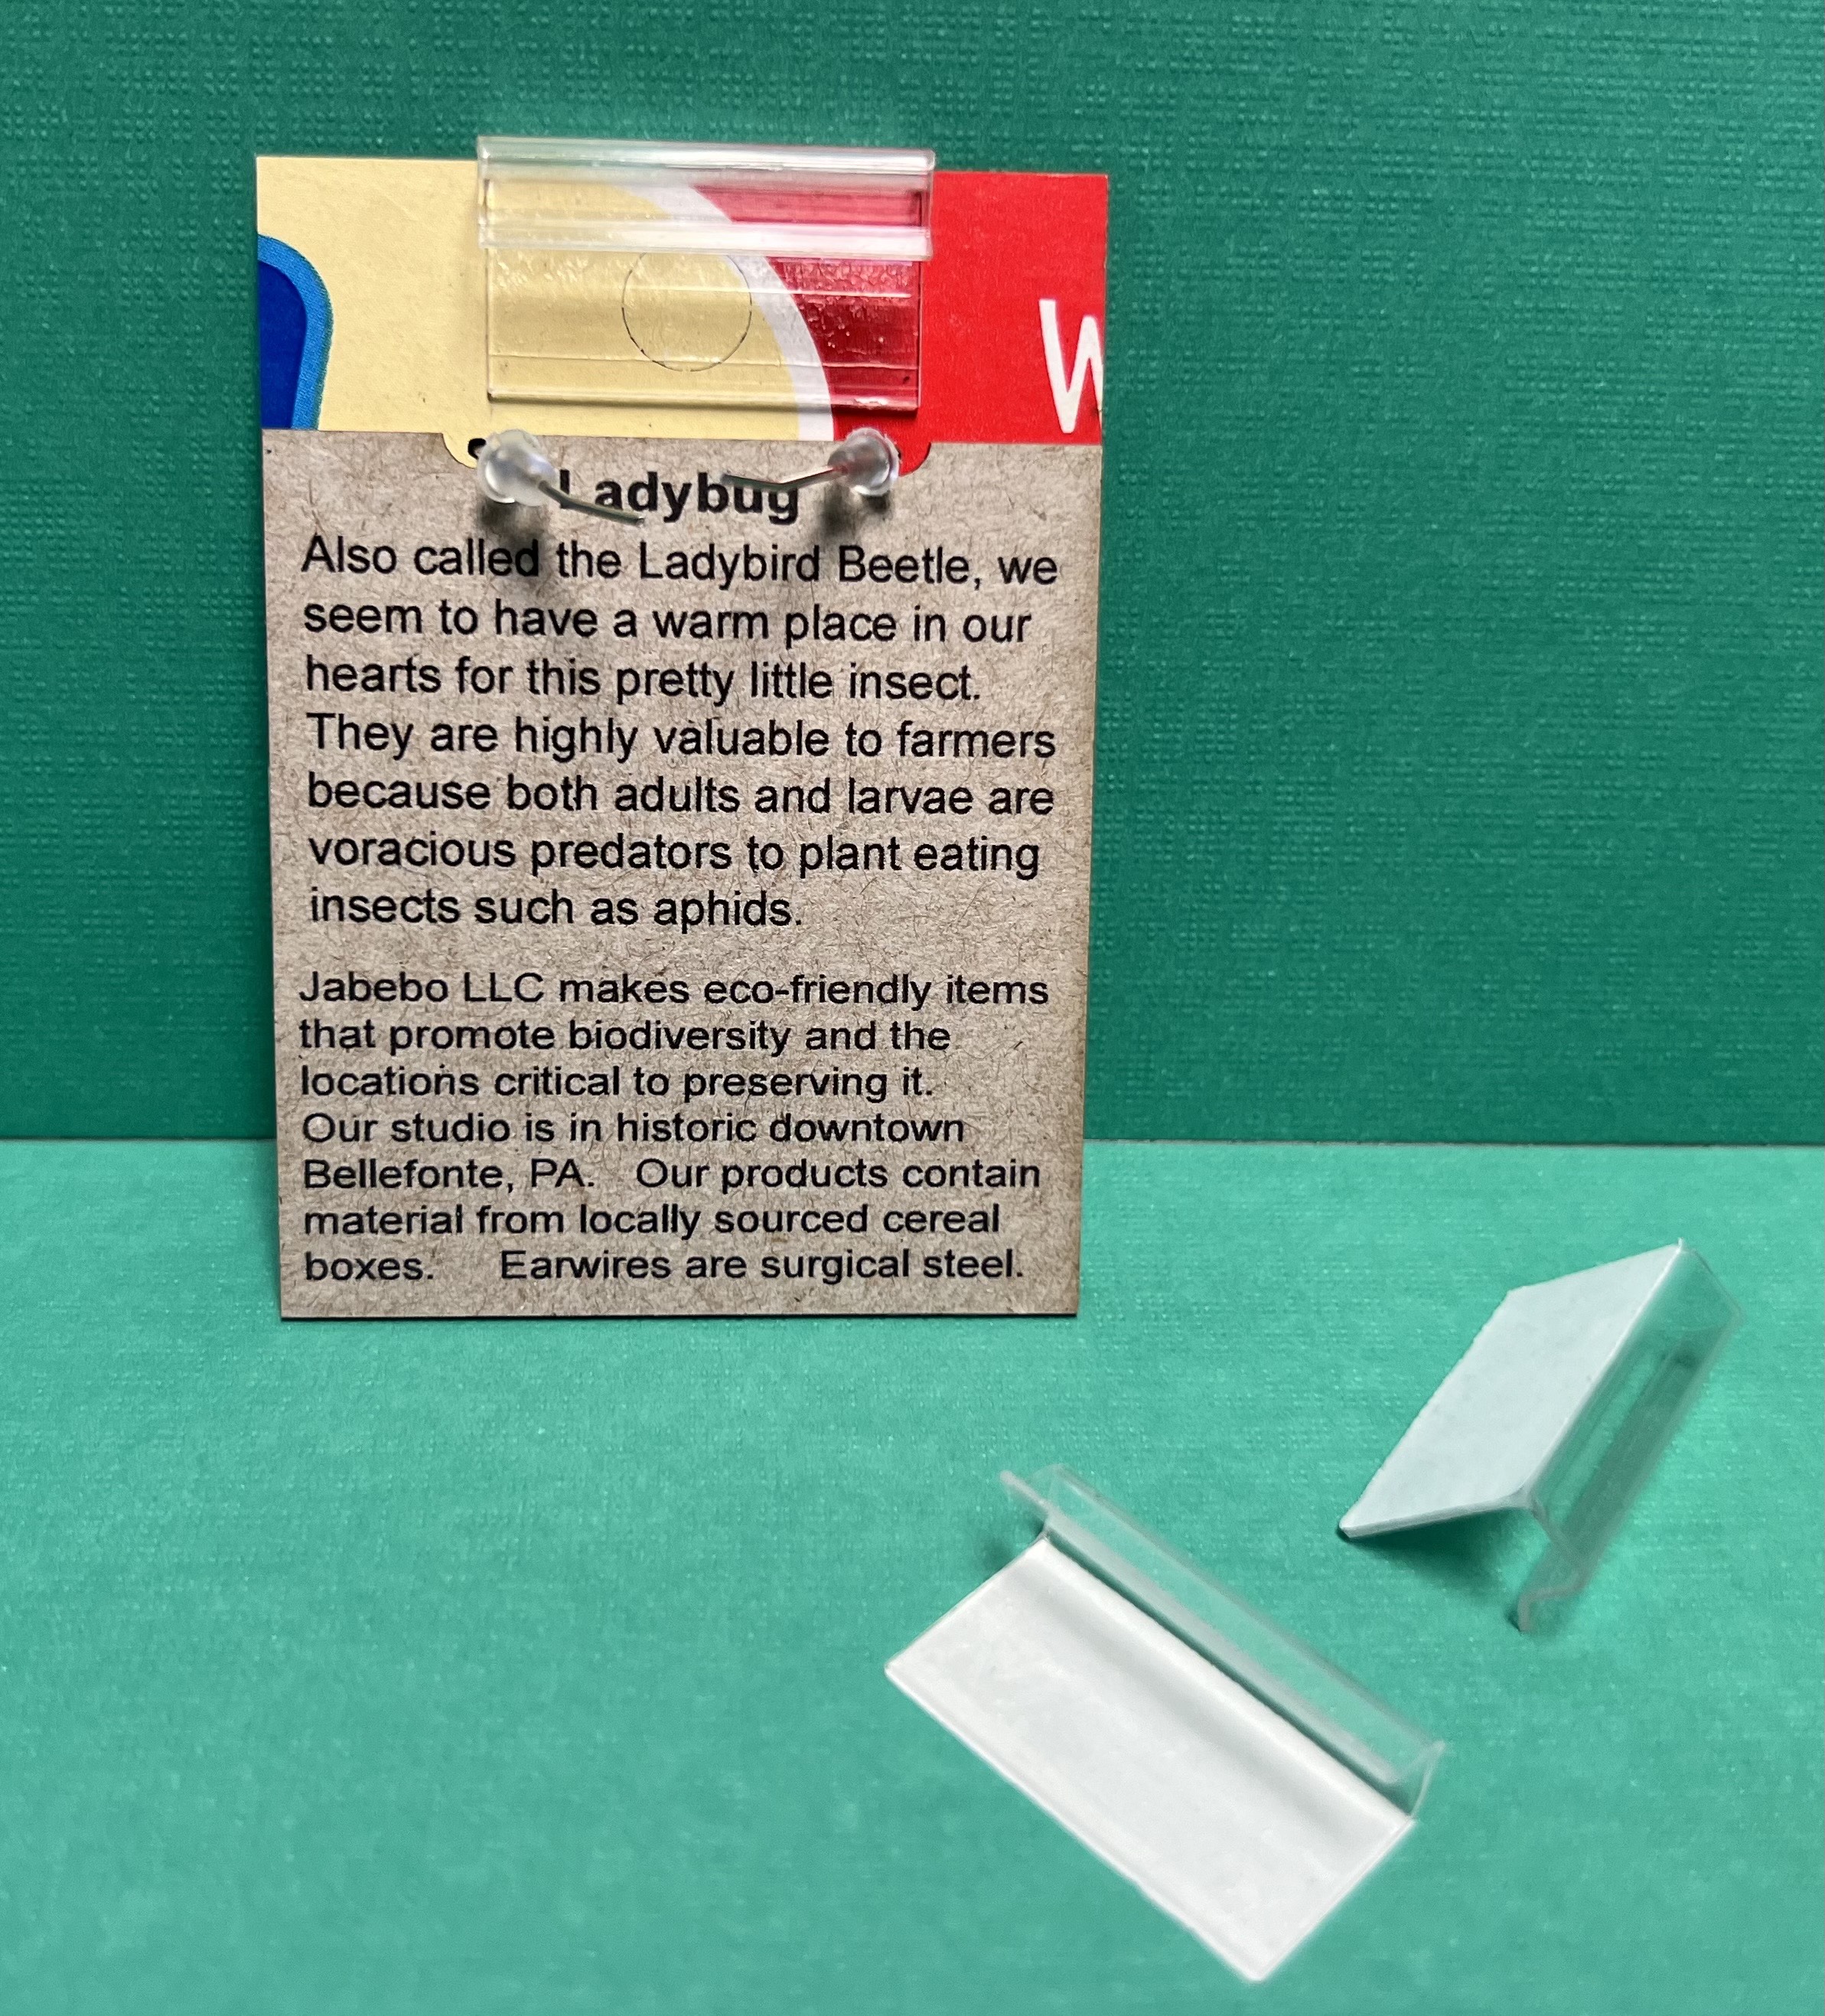 W
Ladybug
Also called the Ladybird Beetle, we
seem to have a warm place in our
hearts for this pretty little insect.
They are highly valuable to farmers
because both adults and larvae are
voracious predators to plant eating
insects such as aphids.
Jabebo LLC makes eco-friendly items
that promote biodiversity and the
locations critical to preserving it.
Our studio is in historic downtown
Bellefonte, PA. Our products contain
material from locally sourced cereal
boxes. Earwires are surgical steel.